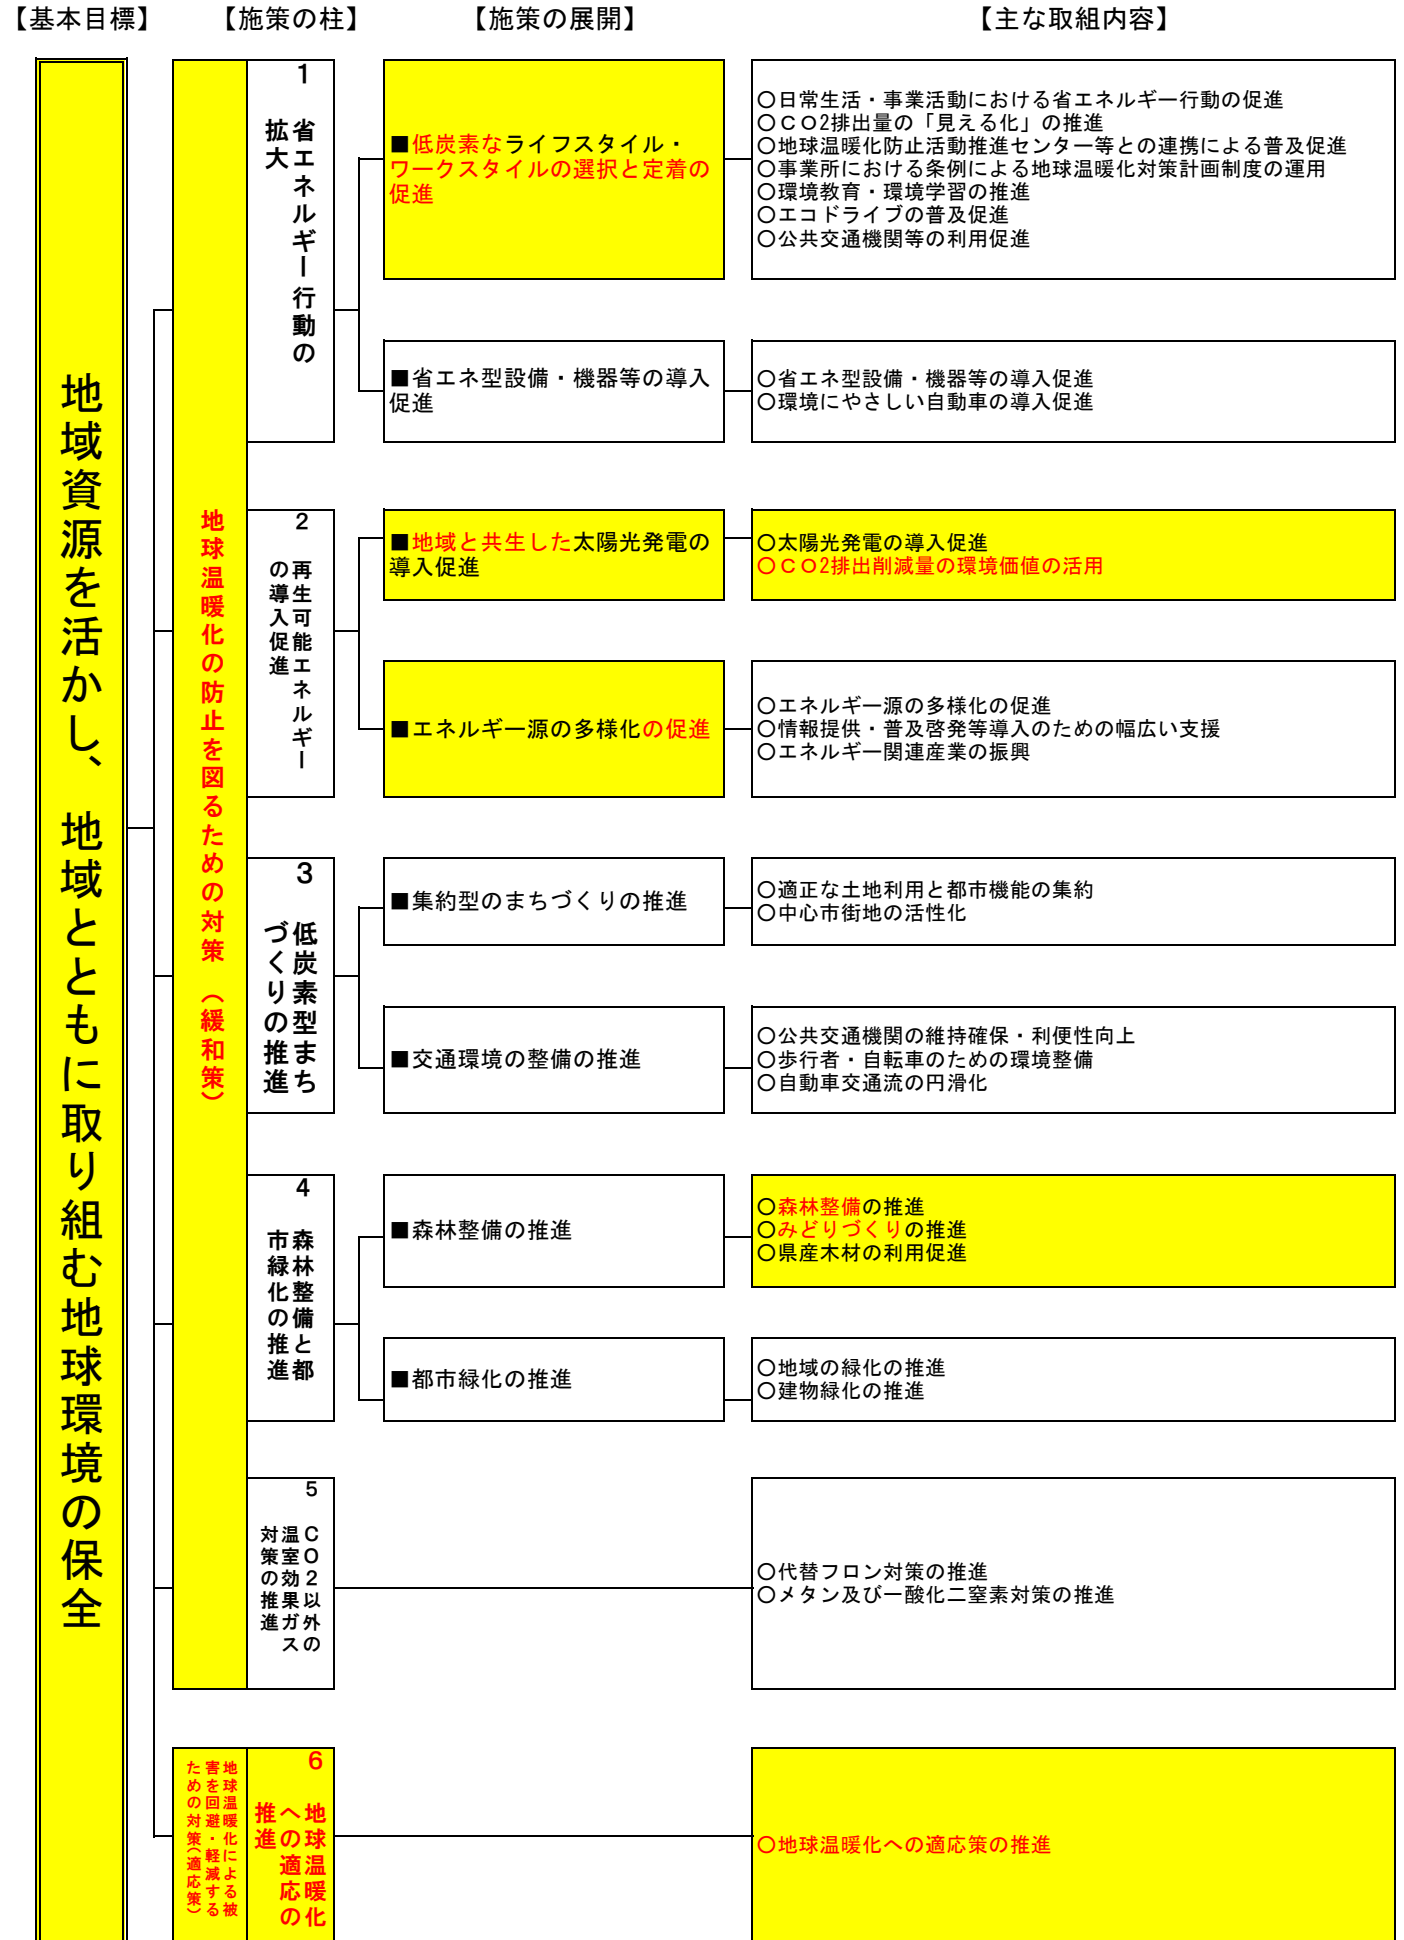 【基本目標】 【施策の柱】 【施策の展開】 【主な取組内容】
地域資源を活かし、地域とともに取り組む地球環境の保全
地球温暖化の防止を図るための対策（緩和策）
1
省エネルギー行動の
拡大
■低炭素なライフスタイル・
ワークスタイルの選択と定着の
促進
○日常生活・事業活動における省エネルギー行動の促進
○ＣＯ2排出量の「見える化」の推進
○地球温暖化防止活動推進センター等との連携による普及促進
○事業所における条例による地球温暖化対策計画制度の運用
○環境教育・環境学習の推進
○エコドライブの普及促進
○公共交通機関等の利用促進
■省エネ型設備・機器等の導入
促進
○省エネ型設備・機器等の導入促進
○環境にやさしい自動車の導入促進
2
再生可能エネルギー
の導入促進
■地域と共生した太陽光発電の
導入促進
○太陽光発電の導入促進
○ＣＯ2排出削減量の環境価値の活用
■エネルギー源の多様化の促進
○エネルギー源の多様化の促進
○情報提供・普及啓発等導入のための幅広い支援
○エネルギー関連産業の振興
3
低炭素型まち
づくりの推進
■集約型のまちづくりの推進
○適正な土地利用と都市機能の集約
○中心市街地の活性化
■交通環境の整備の推進
○公共交通機関の維持確保・利便性向上
○歩行者・自転車のための環境整備
○自動車交通流の円滑化
4
森林整備と都
市緑化の推進
■森林整備の推進
○森林整備の推進
○みどりづくりの推進
○県産木材の利用促進
■都市緑化の推進
○地域の緑化の推進
○建物緑化の推進
5
ＣＯ２以外の
温室効果ガス
対策の推進
○代替フロン対策の推進
○メタン及び一酸化二窒素対策の推進
地球温暖化による被
害を回避・軽減する
ための対策（適応策）
6
地球温暖化
への適応の
推進
○地球温暖化への適応策の推進